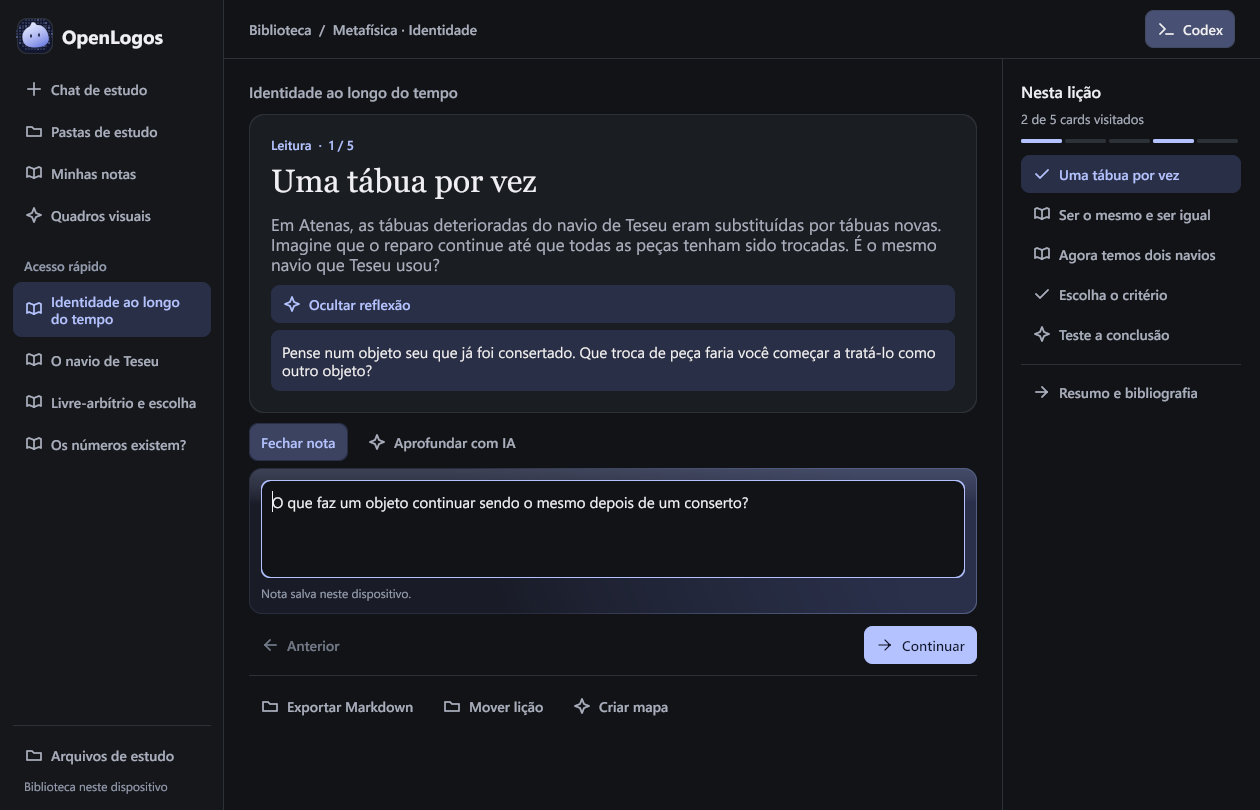 OpenLogos
Chat de estudo
Pastas de estudo
Minhas notas
Quadros visuais
Acesso rápido
Identidade ao longo
do tempo
O navio de Teseu
Livre-arbítrio e escolha
Os números existem?
Arquivos de estudo
Biblioteca neste dispositivo
Biblioteca / Metafísica · Identidade
Codex
Identidade ao longo do tempo
Leitura · 1 / 5
Uma tábua por vez
Em Atenas, as tábuas deterioradas do navio de Teseu eram substituídas por tábuas novas.
Imagine que o reparo continue até que todas as peças tenham sido trocadas. É o mesmo
navio que Teseu usou?
Ocultar reflexão
Pense num objeto seu que já foi consertado. Que troca de peça faria você começar a tratá-lo como
outro objeto?
Fechar nota
Aprofundar com IA
O que faz um objeto continuar sendo o mesmo depois de um conserto?
Nota salva neste dispositivo.
Anterior
Continuar
Exportar Markdown
Mover lição
Criar mapa
Nesta lição
2 de 5 cards visitados
Uma tábua por vez
Ser o mesmo e ser igual
Agora temos dois navios
Escolha o critério
Teste a conclusão
Resumo e bibliografia